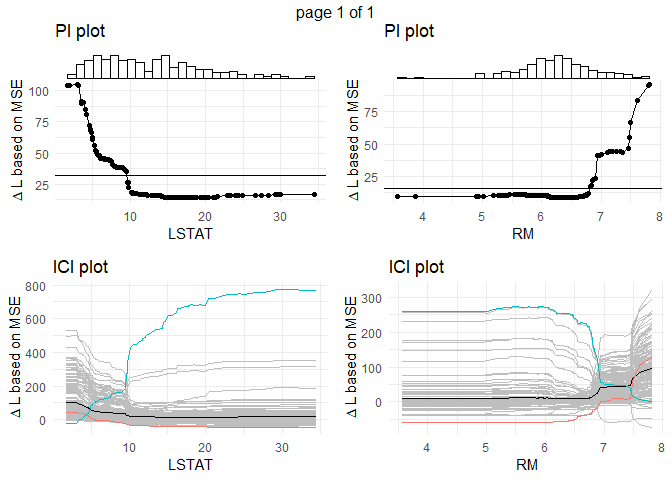 page 1 of 1
PI plot
Δ L based on MSE
100
75
50
25
10
20
30
LSTAT
PI plot
Δ L based on MSE
75
50
25
4
5
6
7
8
RM
ICI plot
Δ L based on MSE
800
600
400
200
0
10
20
30
LSTAT
ICI plot
Δ L based on MSE
300
200
100
0
4
5
6
7
8
RM